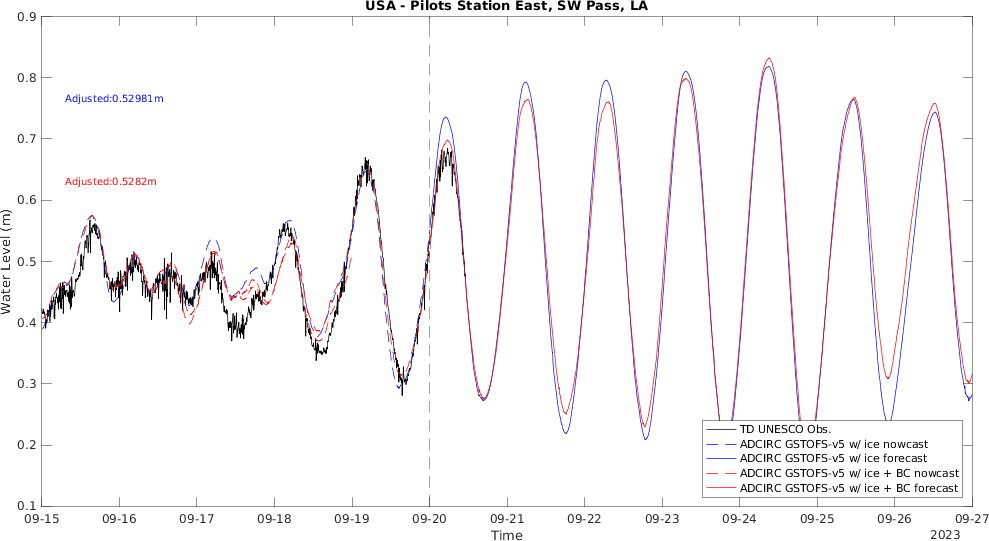 USA - Pilots Station East, SW Pass, LA
0.9
0.8
0.7
0.6
0.5
0.4
0.3
0.2
0.1
Water Level (m)
Adjusted:0.52981m
Adjusted:0.5282m
TD UNESCO Obs.
ADCIRC GSTOFS-v5 w/ ice nowcast
ADCIRC GSTOFS-v5 w/ ice forecast
ADCIRC GSTOFS-v5 w/ ice + BC nowcast
ADCIRC GSTOFS-v5 w/ ice + BC forecast
09-15 09-16 09-17 09-18 09-19 09-20 09-21 09-22 09-23 09-24 09-25 09-26 09-27
Time
2023